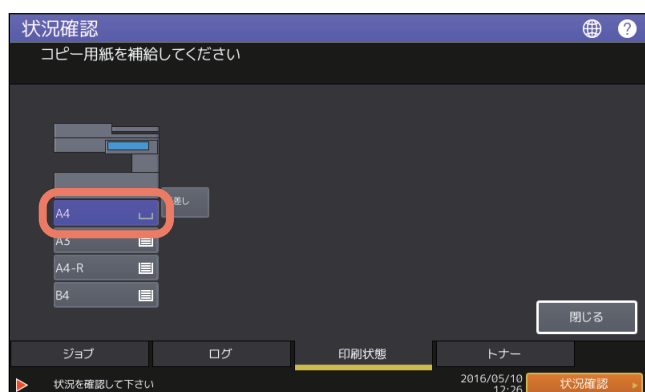 状況確認
?
コピー用紙を補給してください
差し
A4
A3
A4-R
B4
閉じる
ジョブ
ログ
印刷状態
トナー
状況を確認して下さい
2016/05/10
12:26
状況確認